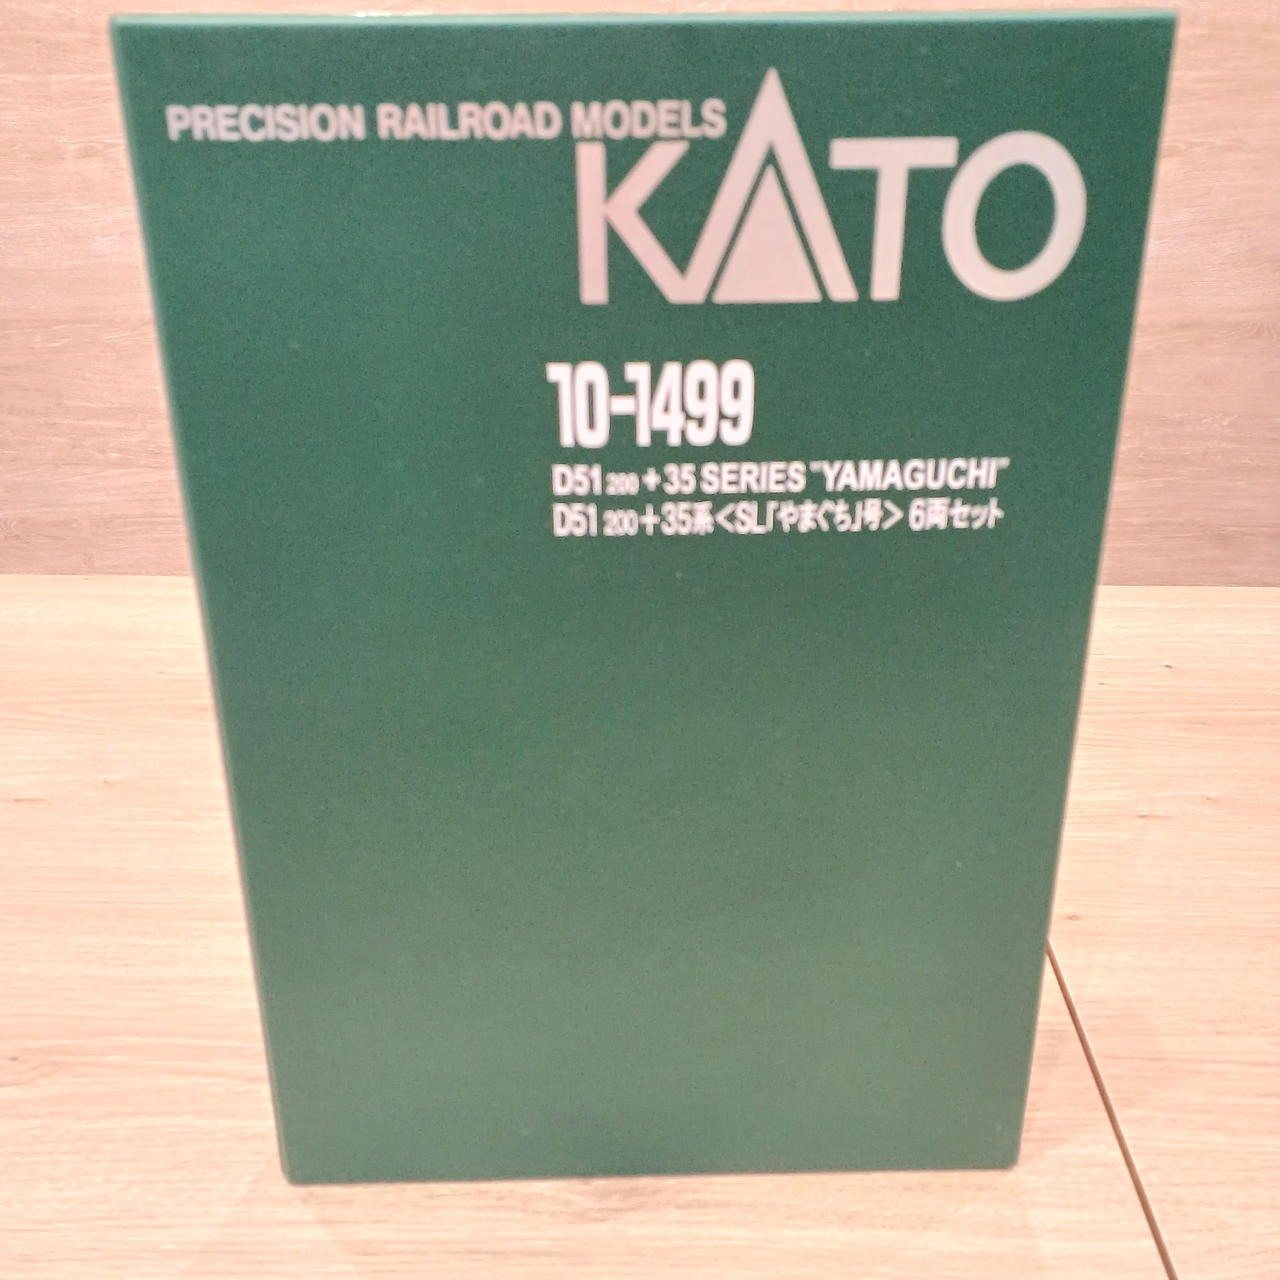 PRECISION RAILROAD MODELS
KATO
10-1499
D51 200 + 35 SERIES "YAMAGUCHI"
D51 200+35系<SL「やまぐち」号> 6両セット